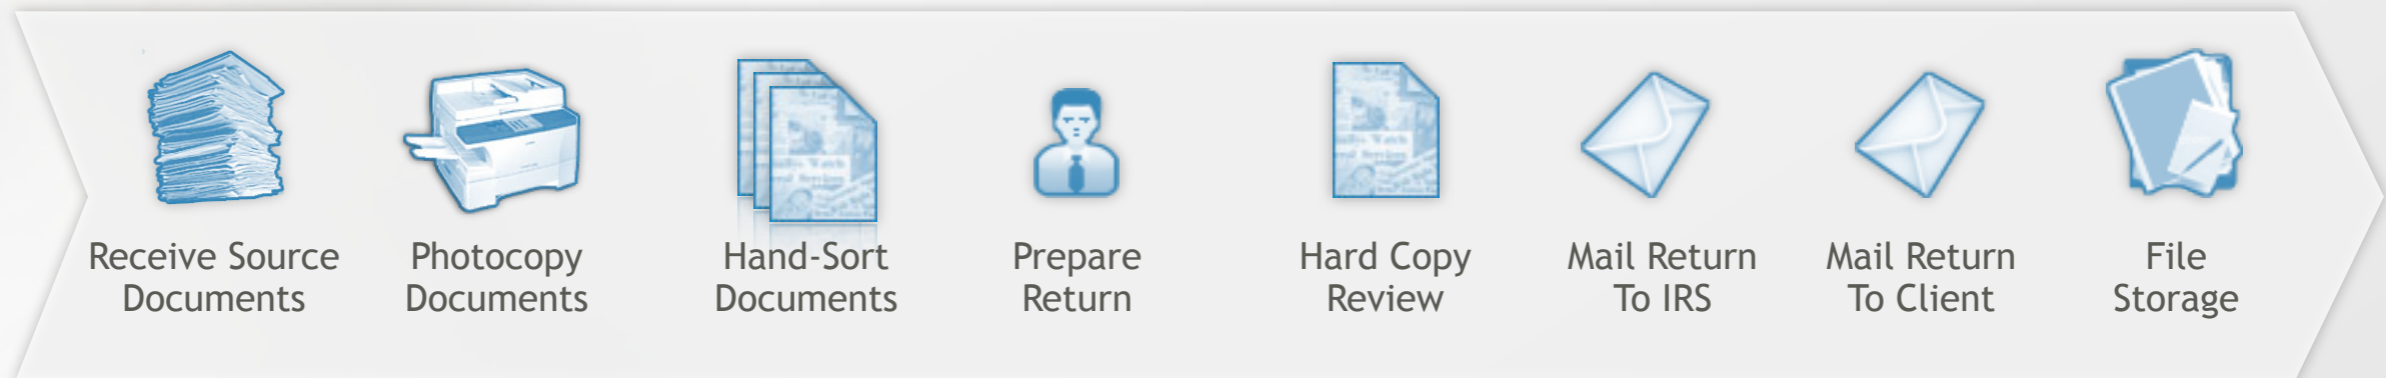 Receive Source
Documents
Photocopy
Documents
Hand-Sort
Documents
Prepare
Return
Hard Copy
Review
Mail Return
To IRS
Mail Return
To Client
File
Storage